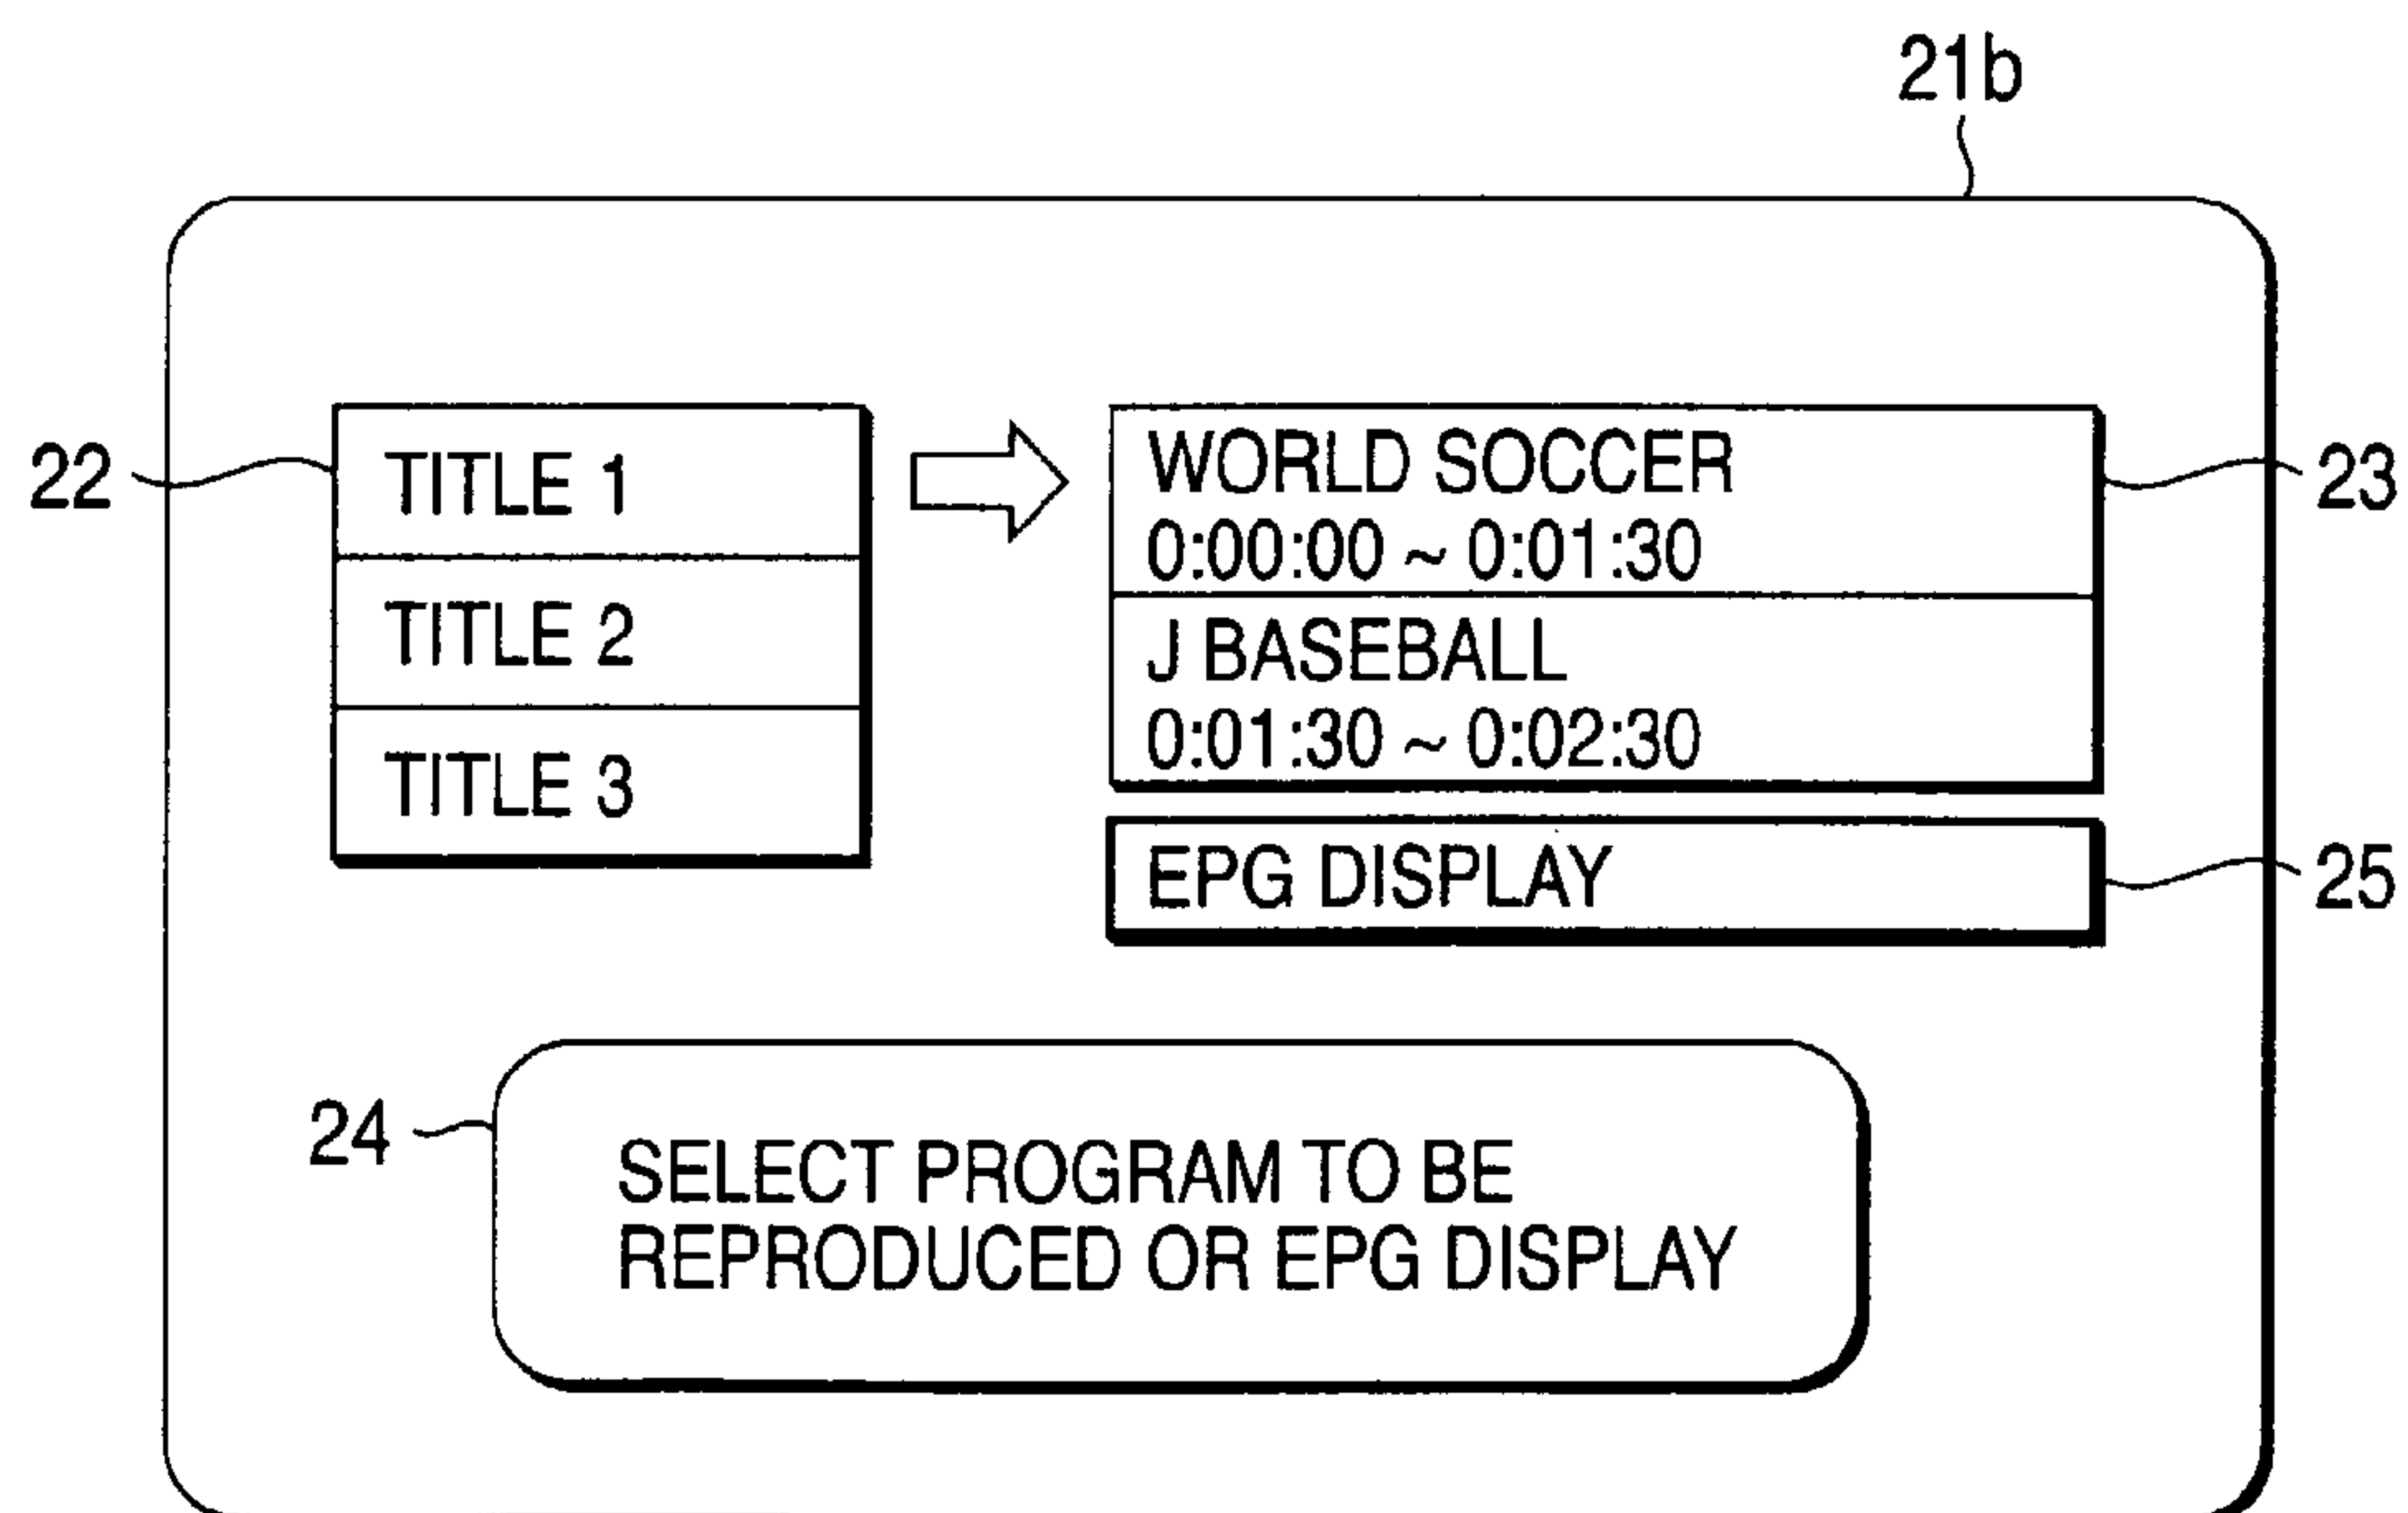 21b
22
TITLE 1
TITLE 2
TITLE 3
WORLD SOCCER
0:00:00 ~ 0:01:30
J BASEBALL
0:01:30 ~ 0:02:30
23
EPG DISPLAY
25
24
SELECT PROGRAM TO BE
REPRODUCED OR EPG DISPLAY